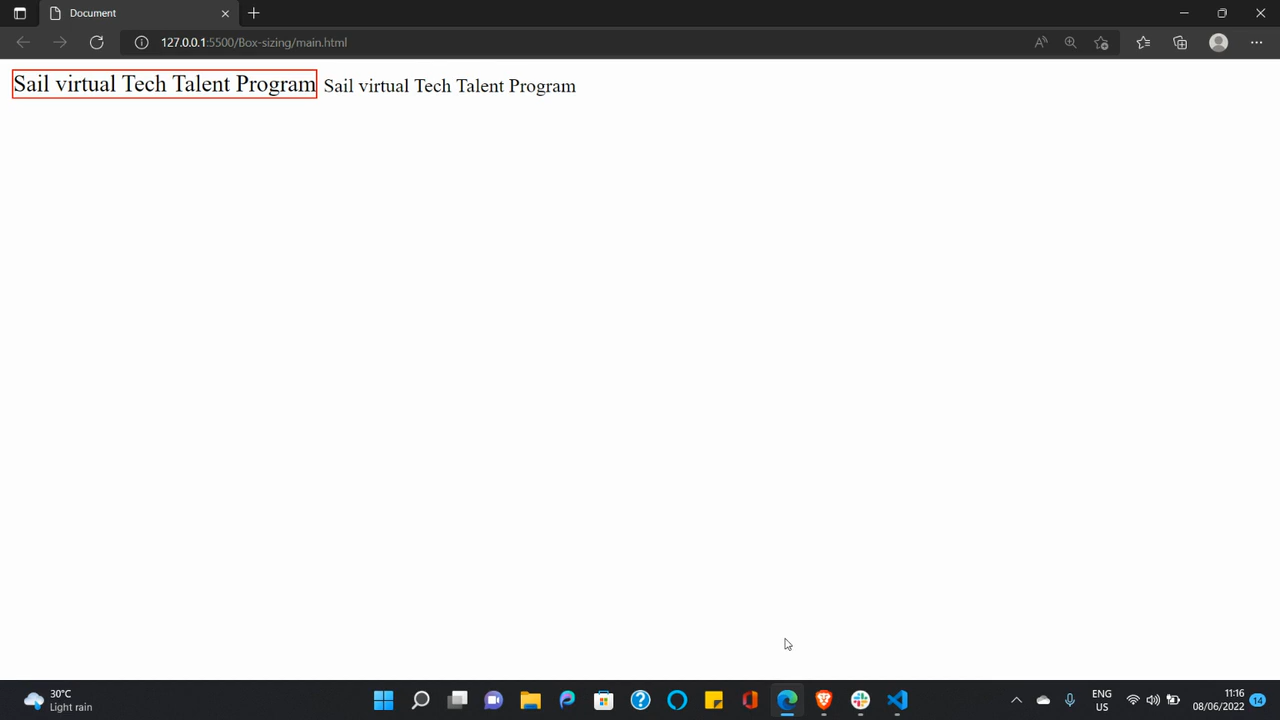 Document
127.0.0.1:5500/Box-sizing/main.html
Sail virtual Tech Talent Program Sail virtual Tech Talent Program
30°C
Light rain
ENG
US
11:16
08/06/2022
14